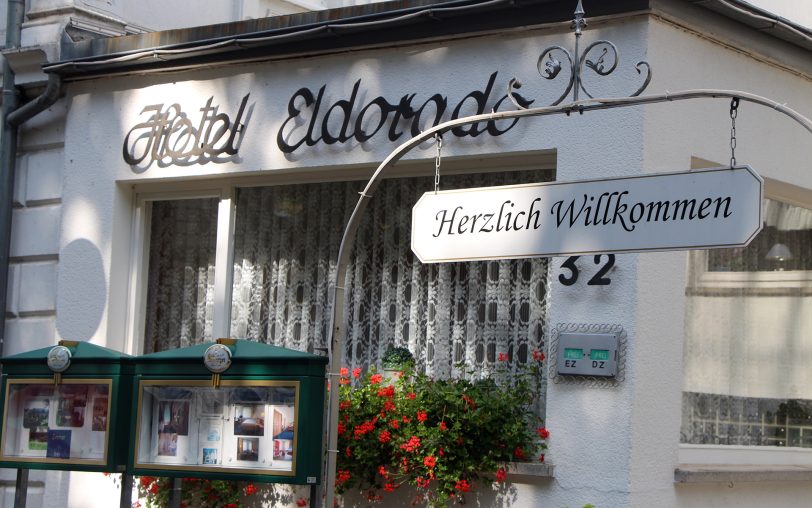 Hotel Eldorado
Herzlich Willkommen
32
EZ DZ